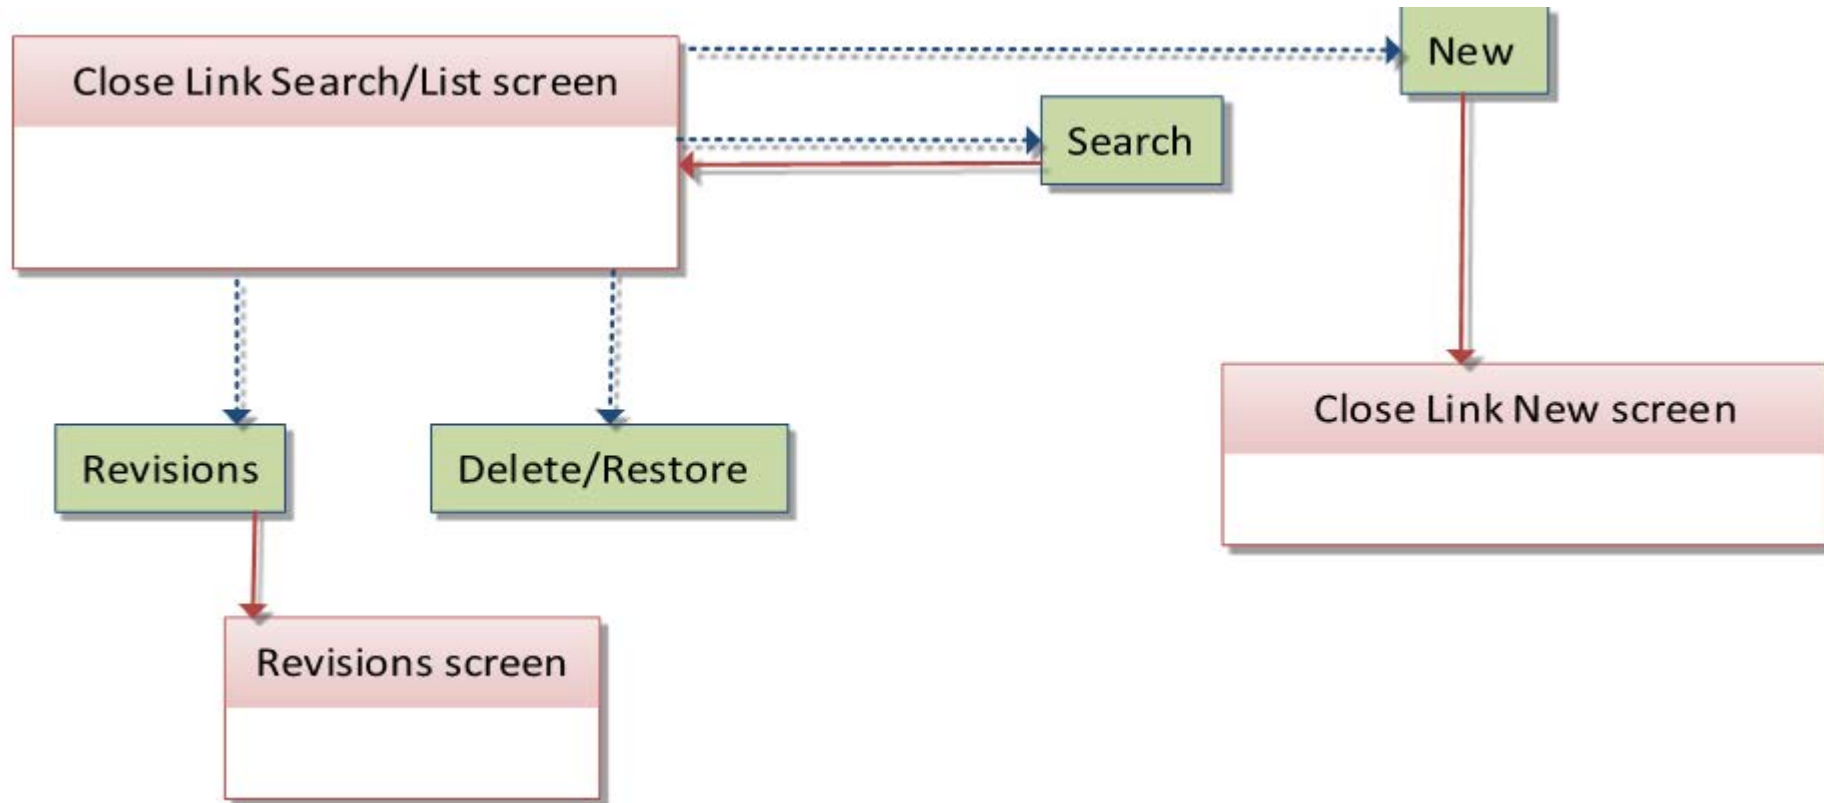 New
Close Link Search/List screen
Search
Close Link New screen
Revisions
Delete/Restore
Revisions screen